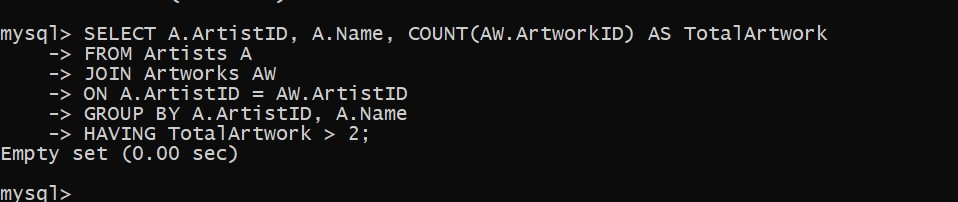 mysql> SELECT A.ArtistID, A.Name, COUNT(AW.ArtworkID) AS TotalArtwork
    -> FROM Artists A
    -> JOIN Artworks AW
    -> ON A.ArtistID = AW.ArtistID
    -> GROUP BY A.ArtistID, A.Name
    -> HAVING TotalArtwork > 2;
Empty set (0.00 sec)
mysql>